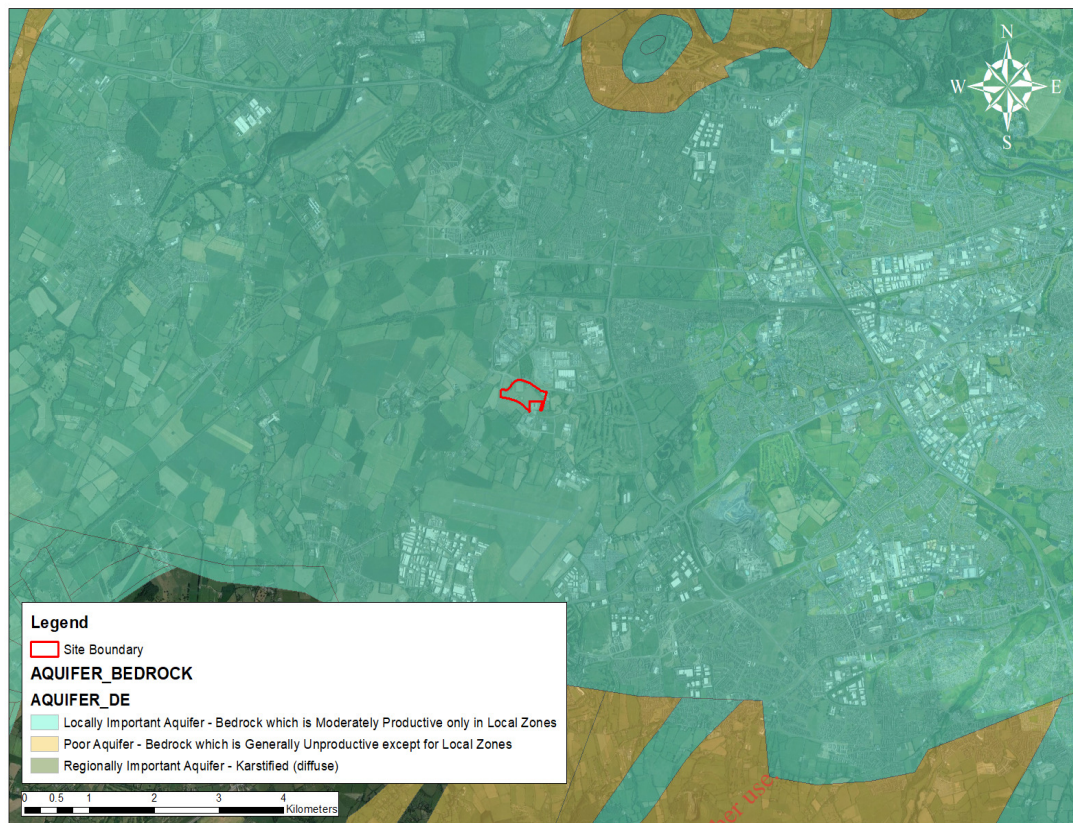 N
W E
S
Legend
Site Boundary
AQUIFER_BEDROCK
AQUIFER_DE
Locally Important Aquifer - Bedrock which is Moderately Productive only in Local Zones
Poor Aquifer - Bedrock which is Generally Unproductive except for Local Zones
Regionally Important Aquifer - Karstified (diffuse)
0 0.5 1 2 3 4
Kilometers
use.